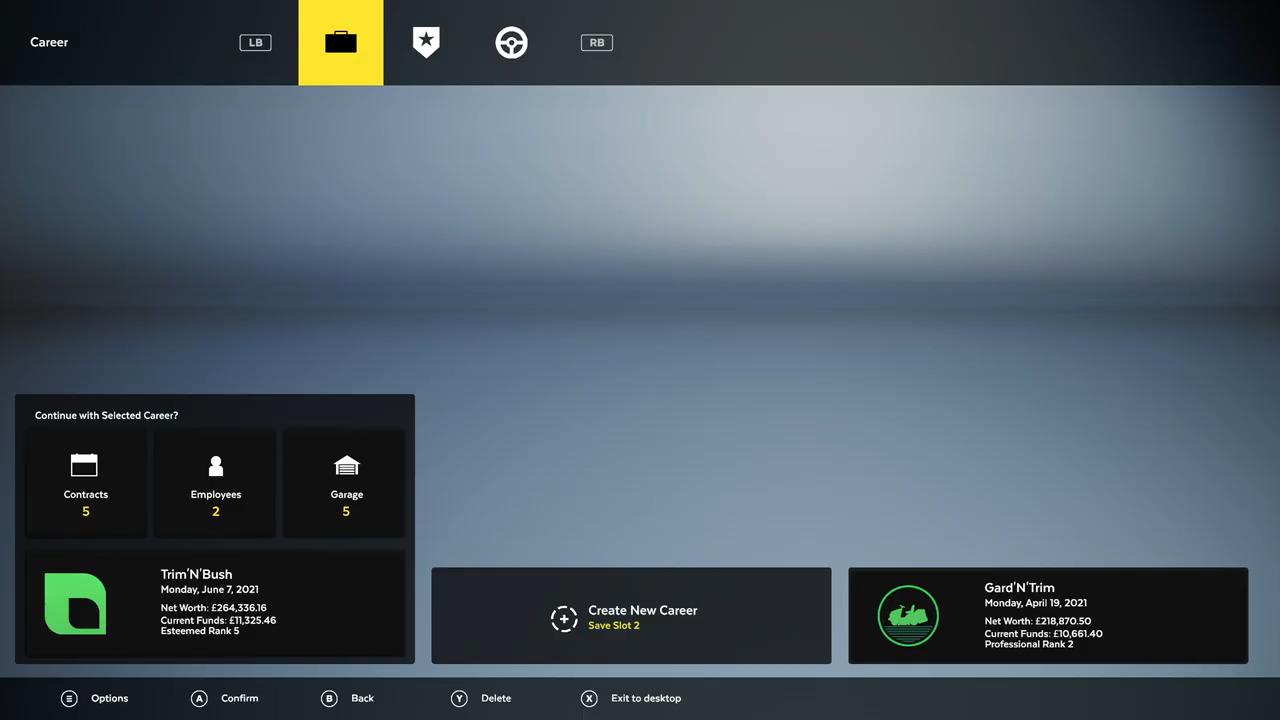 Career
LB
RB
Continue with Selected Career?
Contracts
5
Employees
2
Garage
5
Trim'N'Bush
Monday, June 7, 2021
Net Worth: £264,336.16
Current Funds: £11,325.46
Esteemed Rank 5
Create New Career
Save Slot 2
Gard'N'Trim
Monday, April 19, 2021
Net Worth: £218,870.50
Current Funds: £10,661.40
Professional Rank 2
Options
A Confirm
B Back
Y Delete
X Exit to desktop